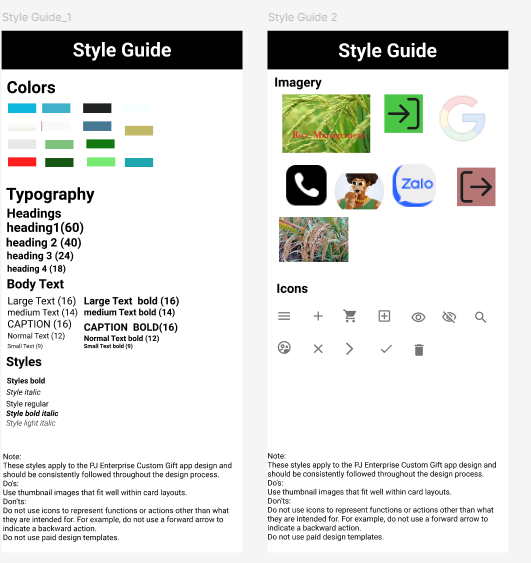 Style Guide_1
Style Guide
Colors
Typography
Headings
heading1(60)
heading 2 (40)
heading 3 (24)
heading 4 (18)
Body Text
Large Text (16) Large Text bold (16)
medium Text (14) medium Text bold (14)
CAPTION (16) CAPTION BOLD(16)
Normal Text (12) Normal Text bold (12)
Small Text (9) Small Text bold (9)
Styles
Styles bold
Style italic
Style regular
Style bold italic
Style light italic
Note:
These styles apply to the PJ Enterprise Custom Gift app design and
should be consistently followed throughout the design process.
Do's:
Use thumbnail images that fit well within card layouts.
Don'ts:
Do not use icons to represent functions or actions other than what
they are intended for. For example, do not use a forward arrow to
indicate a backward action.
Do not use paid design templates.
Style Guide 2
Style Guide
Imagery
Zalo
Icons
Note:
These styles apply to the PJ Enterprise Custom Gift app design and
should be consistently followed throughout the design process.
Do's:
Use thumbnail images that fit well within card layouts.
Don'ts:
Do not use icons to represent functions or actions other than what
they are intended for. For example, do not use a forward arrow to
indicate a backward action.
Do not use paid design templates.